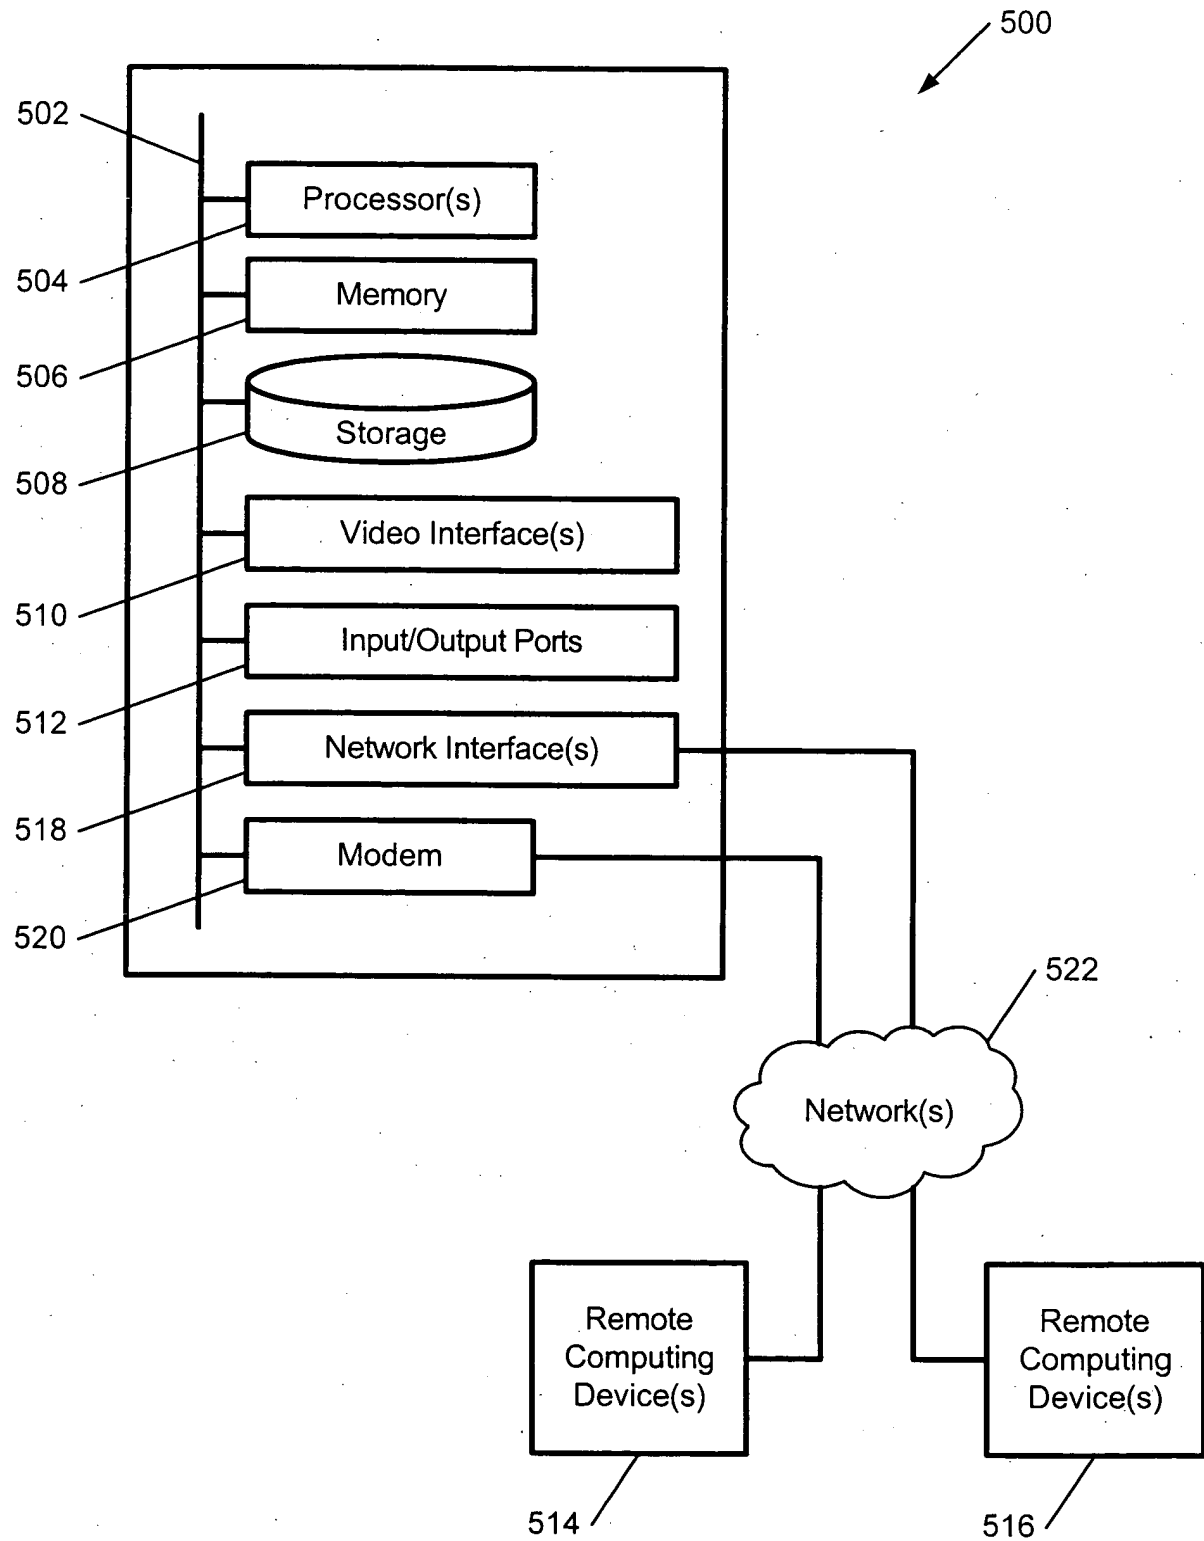 500
502
Processor(s)
504
Memory
506
Storage
508
Video Interface(s)
510
Input/Output Ports
512
Network Interface(s)
518
Modem
520
522
Network(s)
Remote
Computing
Device(s)
514
Remote
Computing
Device(s)
516